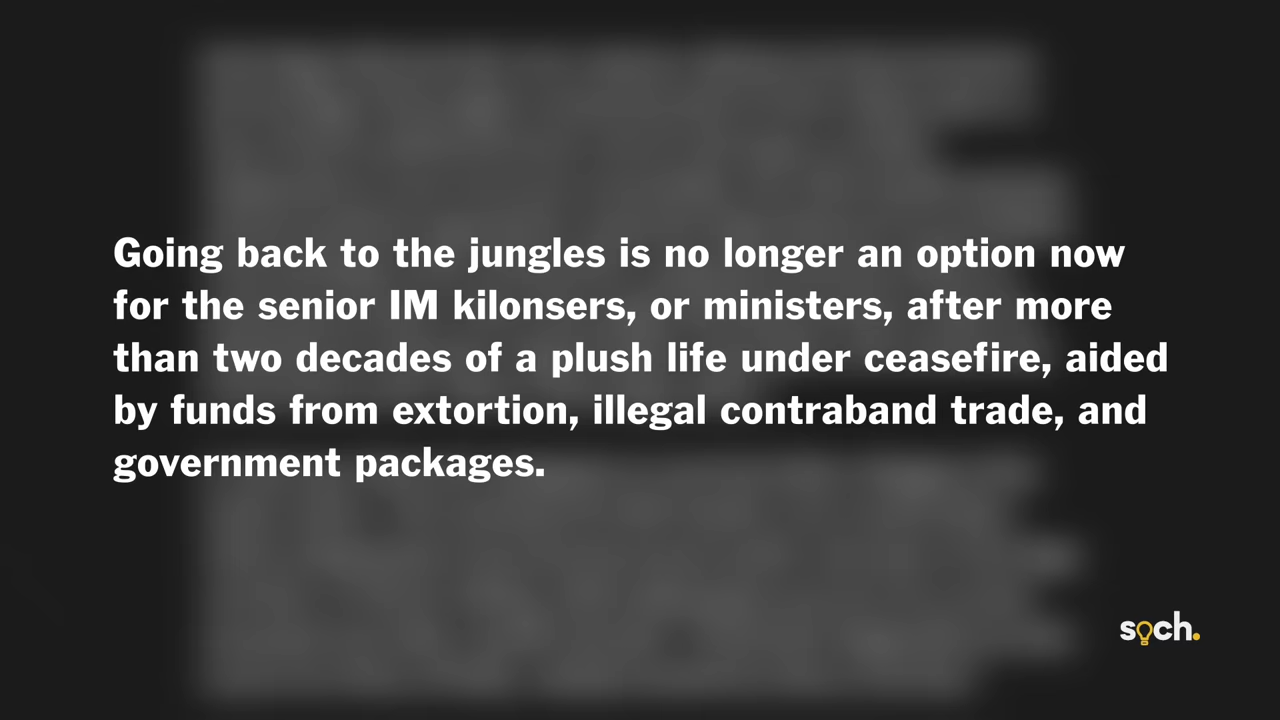 Going back to the jungles is no longer an option now
for the senior IM kilonsers, or ministers, after more
than two decades of a plush life under ceasefire, aided
by funds from extortion, illegal contraband trade, and
government packages.
soch.